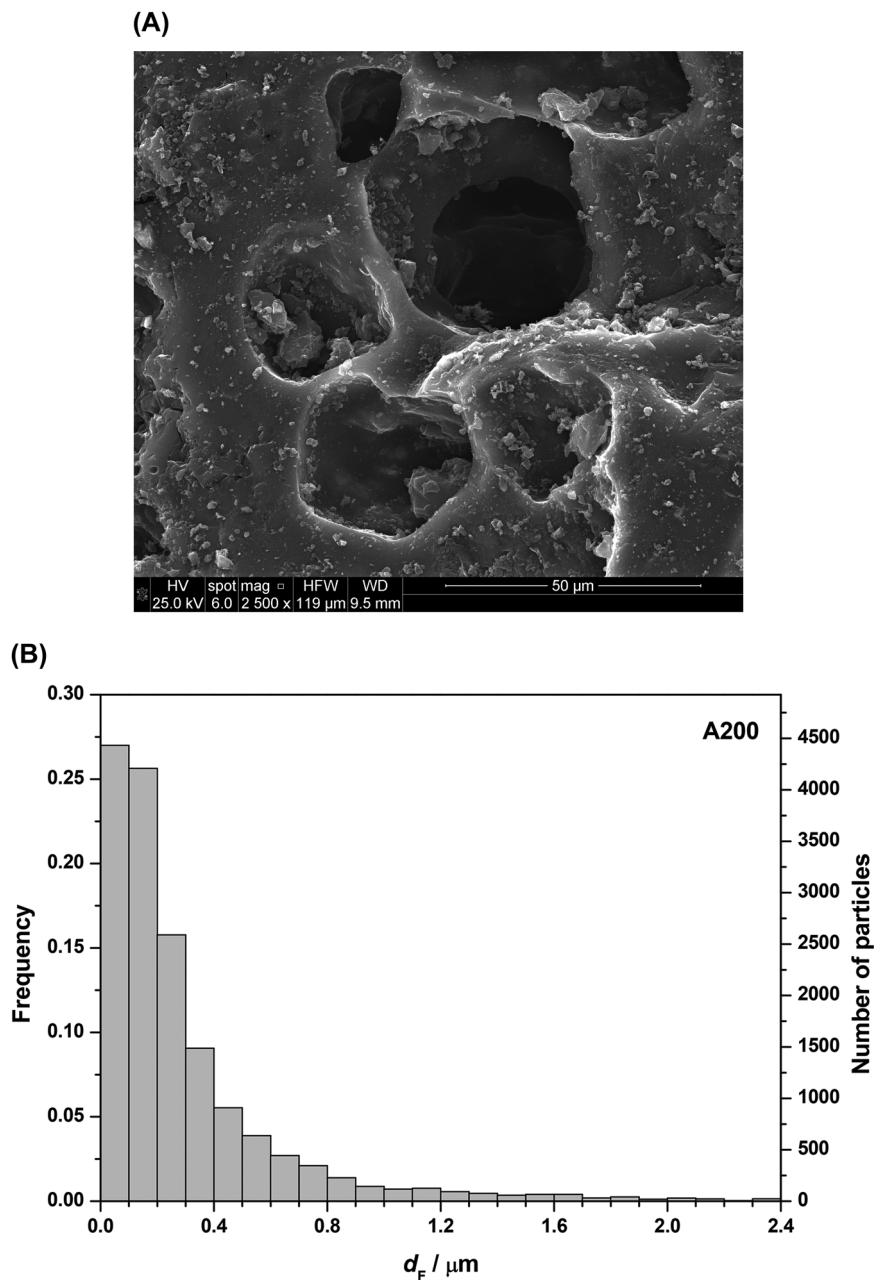 (A)
HV spot mag □ HFW WD
25.0 kV 6.0 2 500 x 119 µm 9.5 mm
50 µm
(B)
A200
Frequency
0.30
0.25
0.20
0.15
0.10
0.05
0.00
Number of particles
4500
4000
3500
3000
2500
2000
1500
1000
500
0
0.0 0.4 0.8 1.2 1.6 2.0 2.4
dF / µm